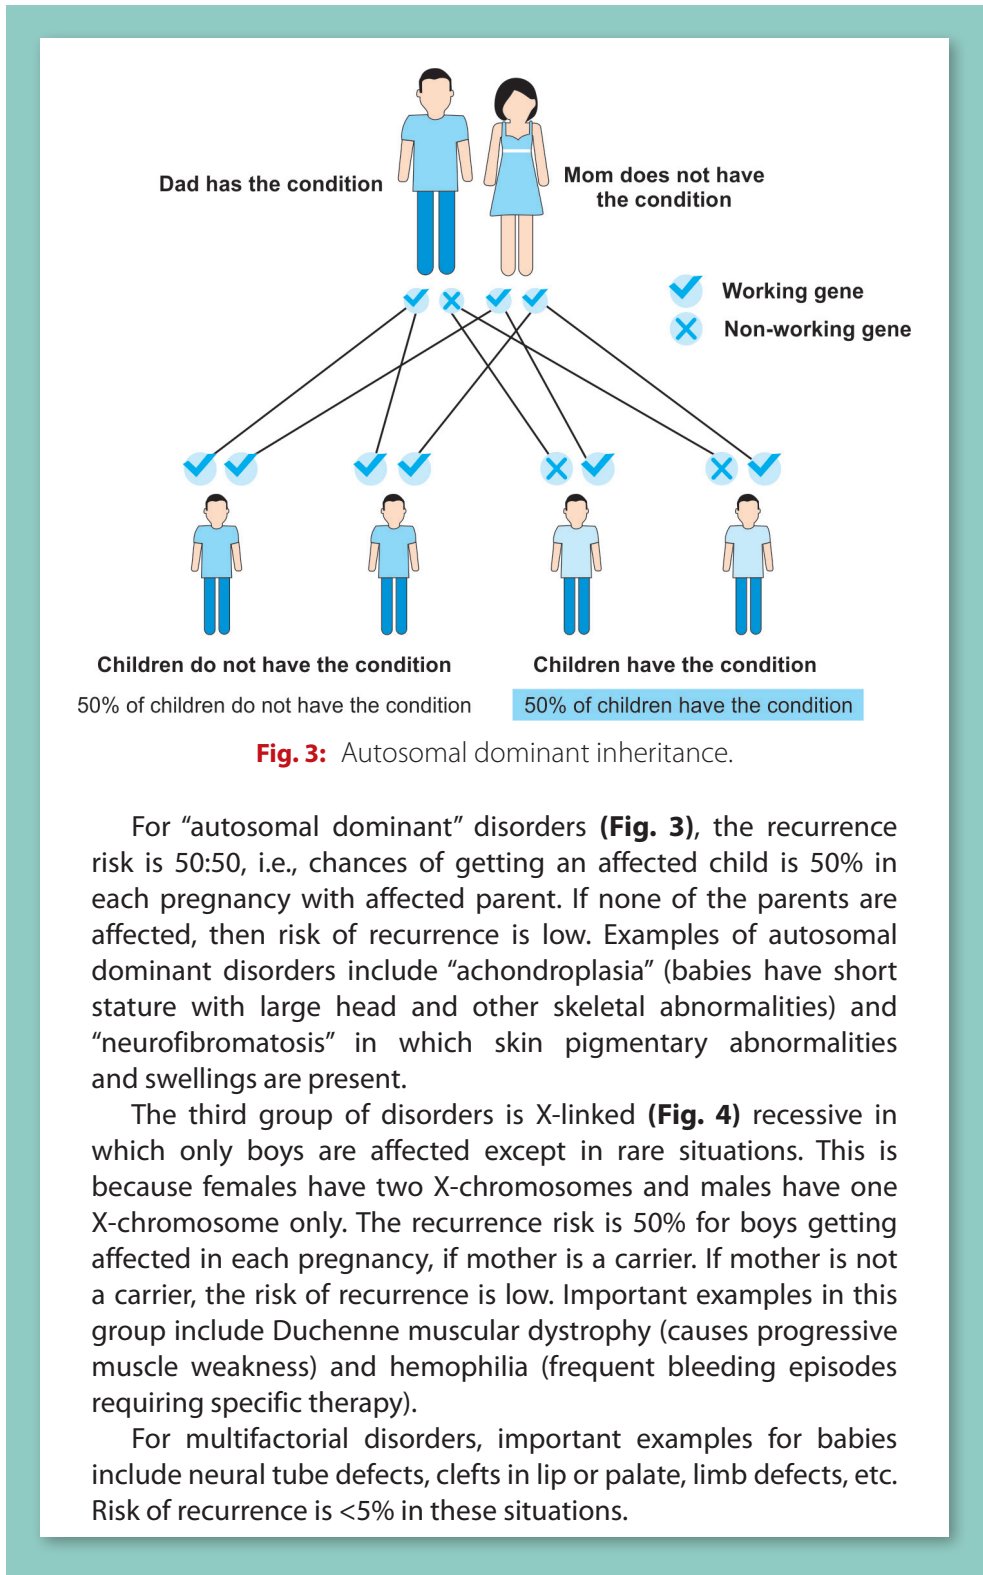 Dad has the condition
Mom does not have
the condition
Working gene
Non-working gene
Children do not have the condition
Children have the condition
50% of children do not have the condition
50% of children have the condition
Fig. 3: Autosomal dominant inheritance.
For “autosomal dominant” disorders (Fig. 3), the recurrence
risk is 50:50, i.e., chances of getting an affected child is 50% in
each pregnancy with affected parent. If none of the parents are
affected, then risk of recurrence is low. Examples of autosomal
dominant disorders include “achondroplasia” (babies have short
stature with large head and other skeletal abnormalities) and
“neurofibromatosis” in which skin pigmentary abnormalities
and swellings are present.
The third group of disorders is X-linked (Fig. 4) recessive in
which only boys are affected except in rare situations. This is
because females have two X-chromosomes and males have one
X-chromosome only. The recurrence risk is 50% for boys getting
affected in each pregnancy, if mother is a carrier. If mother is not
a carrier, the risk of recurrence is low. Important examples in this
group include Duchenne muscular dystrophy (causes progressive
muscle weakness) and hemophilia (frequent bleeding episodes
requiring specific therapy).
For multifactorial disorders, important examples for babies
include neural tube defects, clefts in lip or palate, limb defects, etc.
Risk of recurrence is <5% in these situations.